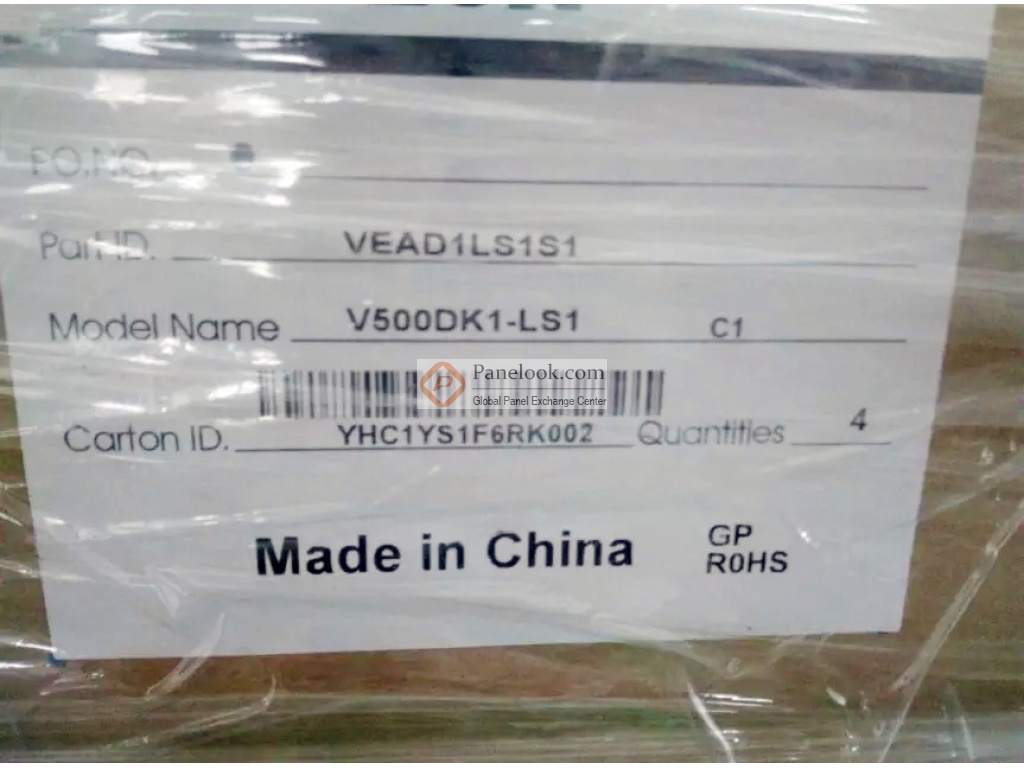 PO.NO.
Part ID. VEAD1LS1S1
Model Name V500DK1-LS1 C1
Panelook.com
Global Panel Exchange Center
Carton ID. YHC1YS1F6RK002 Quantities 4
Made in China GP
R0HS